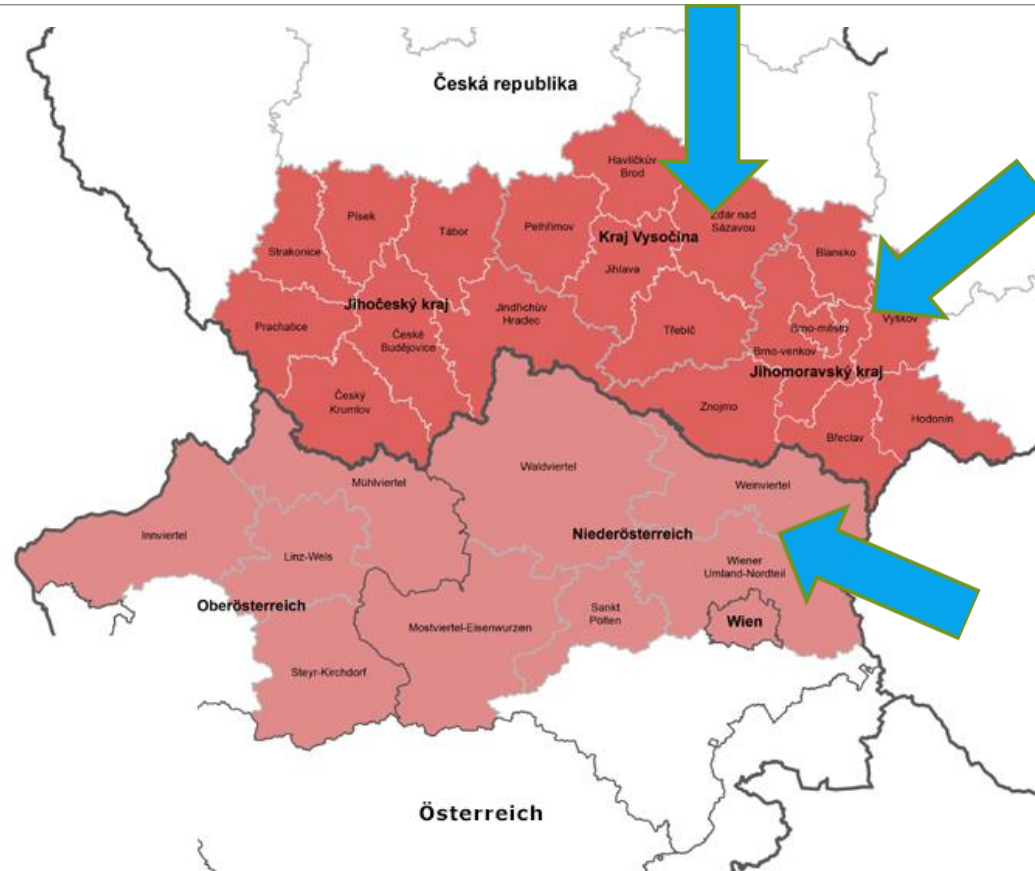 Česká republika
Havlíčkův
Brod
Žďár nad
Sázavou
Písek
Tábor
Pelhřimov
Kraj Vysočina
Strakonice
Jihlava
Blansko
Jihočeský kraj
Jindřichův
Hradec
Prachatice
České
Budějovice
Třebíč
Brno-město
Vyškov
Brno-venkov
Jihomoravský kraj
Český
Krumlov
Znojmo
Hodonín
Břeclav
Waldviertel
Mühlviertel
Weinviertel
Innviertel
Niederösterreich
Linz-Wels
Wiener
Umland-Nordteil
Oberösterreich
Sankt
Pölten
Wien
Mostviertel-Eisenwurzen
Steyr-Kirchdorf
Österreich